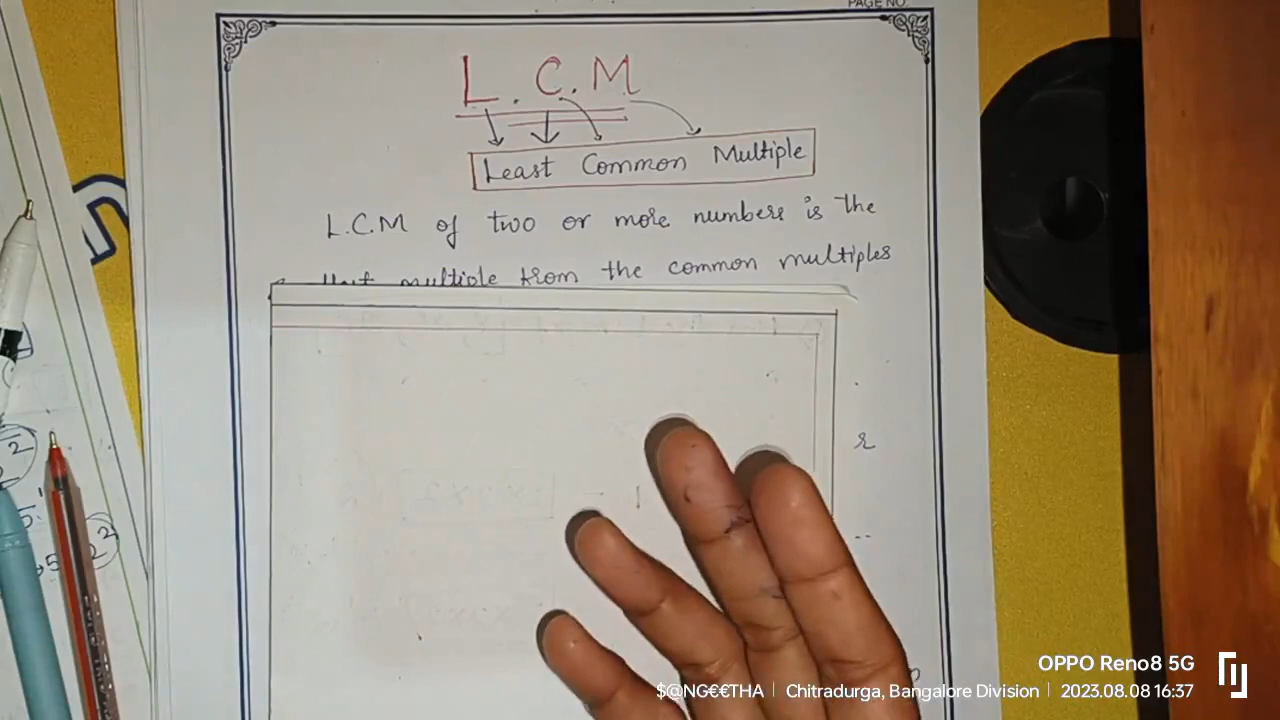 PAGE NO.
L.C.M
Least Common Multiple
L.C.M of two or more numbers is the
multiple from the common multiples
OPPO Reno8 5G
$@NG€€THA | Chitradurga, Bangalore Division | 2023.08.08 16:37